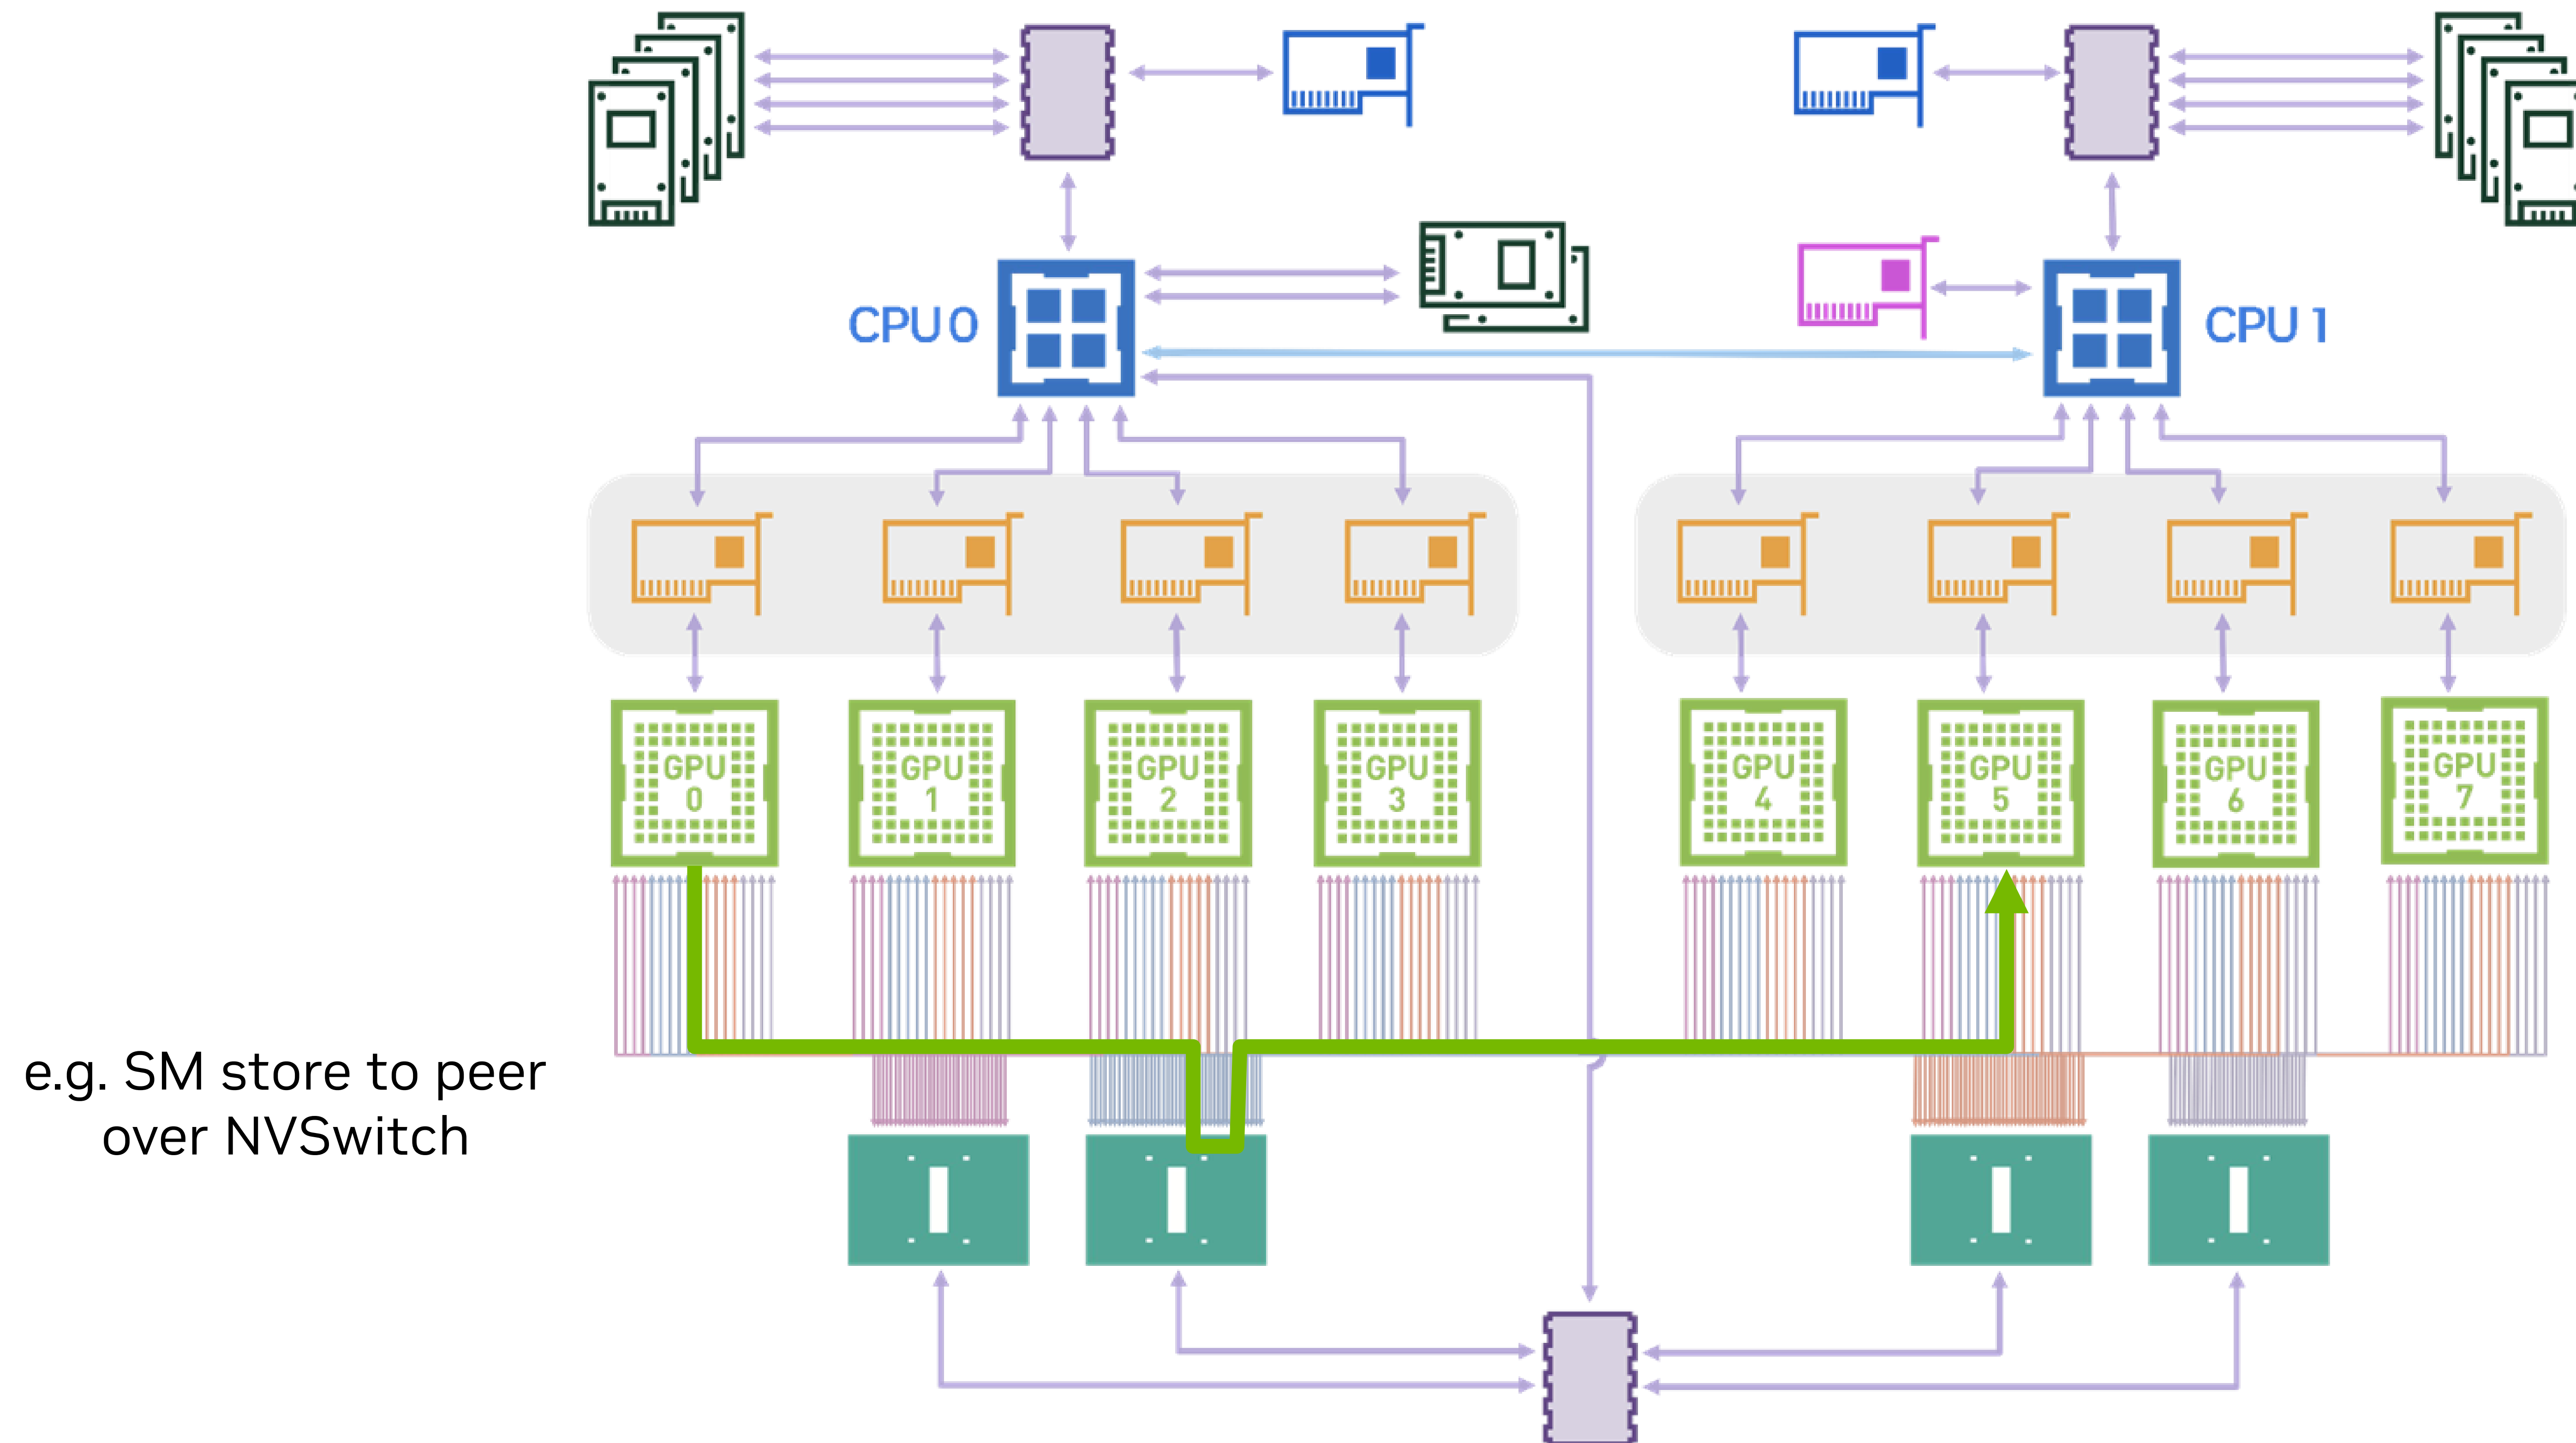 CPU 0
CPU 1
GPU
0
GPU
1
GPU
2
GPU
3
GPU
4
GPU
5
GPU
6
GPU
7
e.g. SM store to peer
over NVSwitch